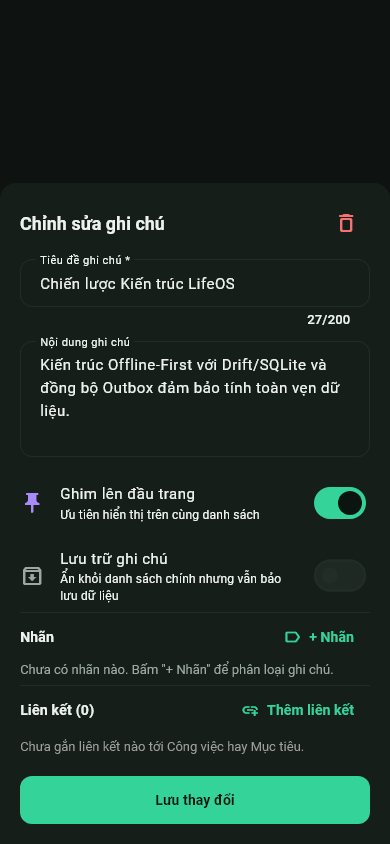 Chỉnh sửa ghi chú
Tiêu đề ghi chú *
Chiến lược Kiến trúc LifeOS
27/200
Nội dung ghi chú
Kiến trúc Offline-First với Drift/SQLite và
đồng bộ Outbox đảm bảo tính toàn vẹn dữ
liệu.
Ghim lên đầu trang
Ưu tiên hiển thị trên cùng danh sách
Lưu trữ ghi chú
Ẩn khỏi danh sách chính nhưng vẫn bảo
lưu dữ liệu
Nhãn
+ Nhãn
Chưa có nhãn nào. Bấm "+ Nhãn" để phân loại ghi chú.
Liên kết (0)
Thêm liên kết
Chưa gắn liên kết nào tới Công việc hay Mục tiêu.
Lưu thay đổi